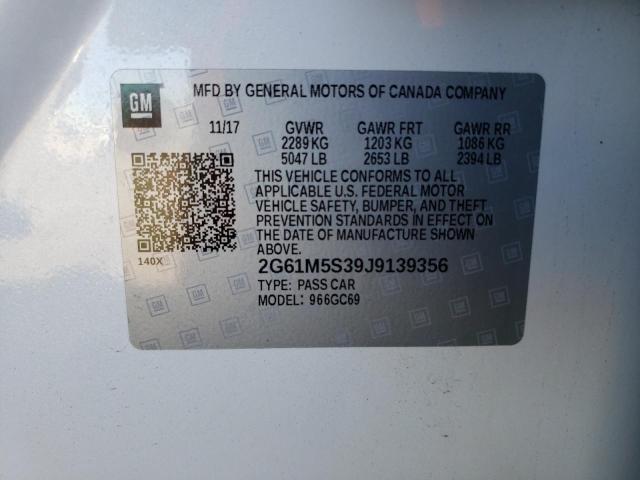 GM
MFD BY GENERAL MOTORS OF CANADA COMPANY
11/17 GVWR GAWR FRT GAWR RR
2289 KG 1203 KG 1086 KG
5047 LB 2653 LB 2394 LB
THIS VEHICLE CONFORMS TO ALL
APPLICABLE U.S. FEDERAL MOTOR
VEHICLE SAFETY, BUMPER, AND THEFT
PREVENTION STANDARDS IN EFFECT ON
THE DATE OF MANUFACTURE SHOWN
ABOVE.
140X
2G61M5S39J9139356
TYPE: PASS CAR
MODEL: 966GC69